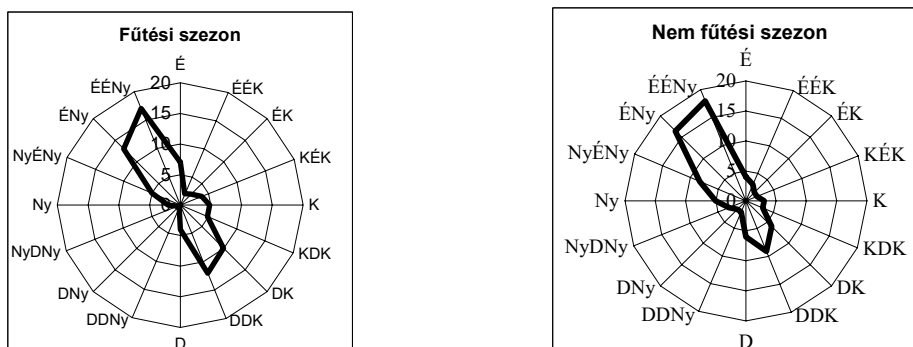 Fűtési szezon
É
ÉÉK
ÉK
KÉK
K
KDK
DK
DDK
D
DDNy
DNy
NyDNy
Ny
NyÉNy
ÉNy
ÉÉNy
20
15
10
5
0
Nem fűtési szezon
É
ÉÉK
ÉK
KÉK
K
KDK
DK
DDK
D
DDNy
DNy
NyDNy
Ny
NyÉNy
ÉNy
ÉÉNy
20
15
10
5
0